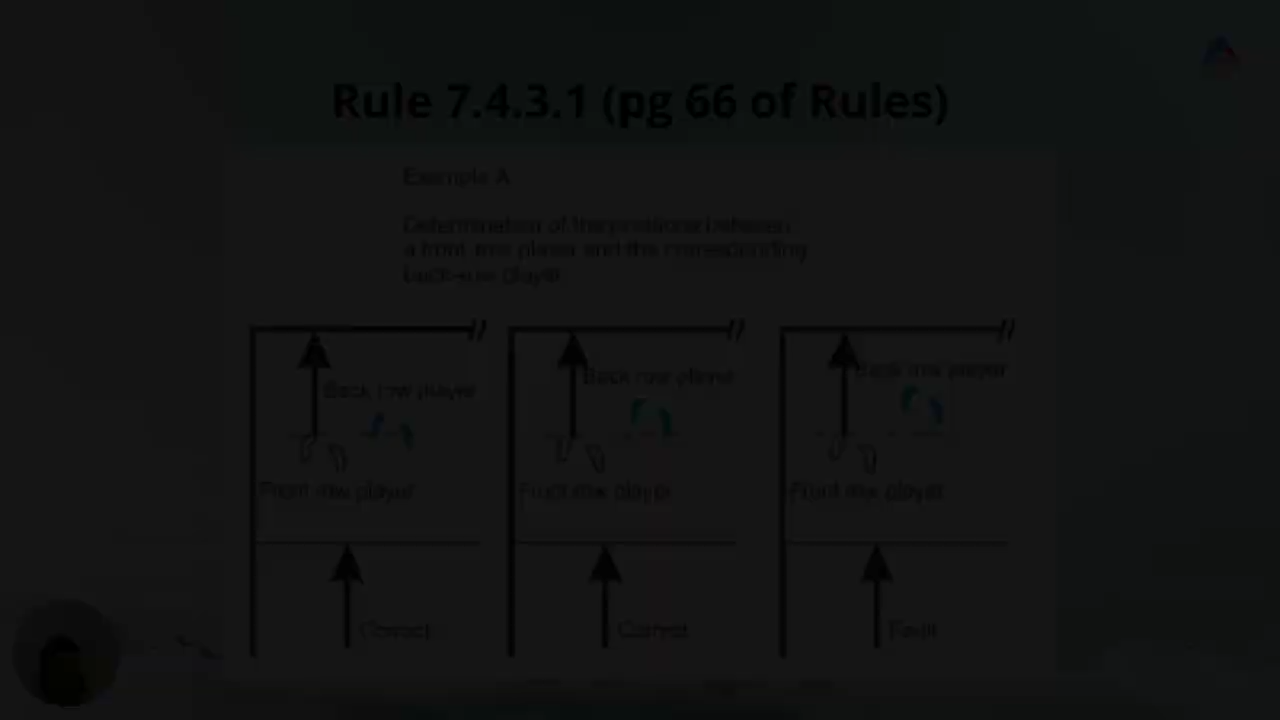 Rule 7.4.3.1 (pg 66 of Rules)
Example A
Determination of the positions between
a front row player and the corresponding
back-row player
Back row player
Back row player
Back row player
Front row player
Front row player
Front row player
Correct
Correct
Fault